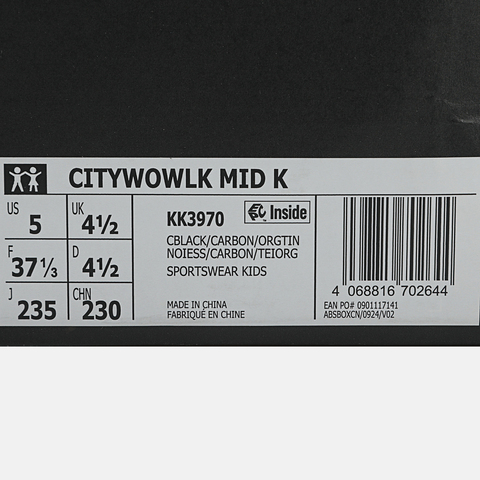 CITYWOWLK MID K
US 5 UK 4½
F 37⅓ D 4½
J 235 CHN 230
KK3970
Inside
CBLACK/CARBON/ORGTIN
NOIESS/CARBON/TEIORG
SPORTSWEAR KIDS
MADE IN CHINA
FABRIQUÉ EN CHINE
4 068816 702644
EAN PO# 0901117141
ABSBOXCN/0924/V02